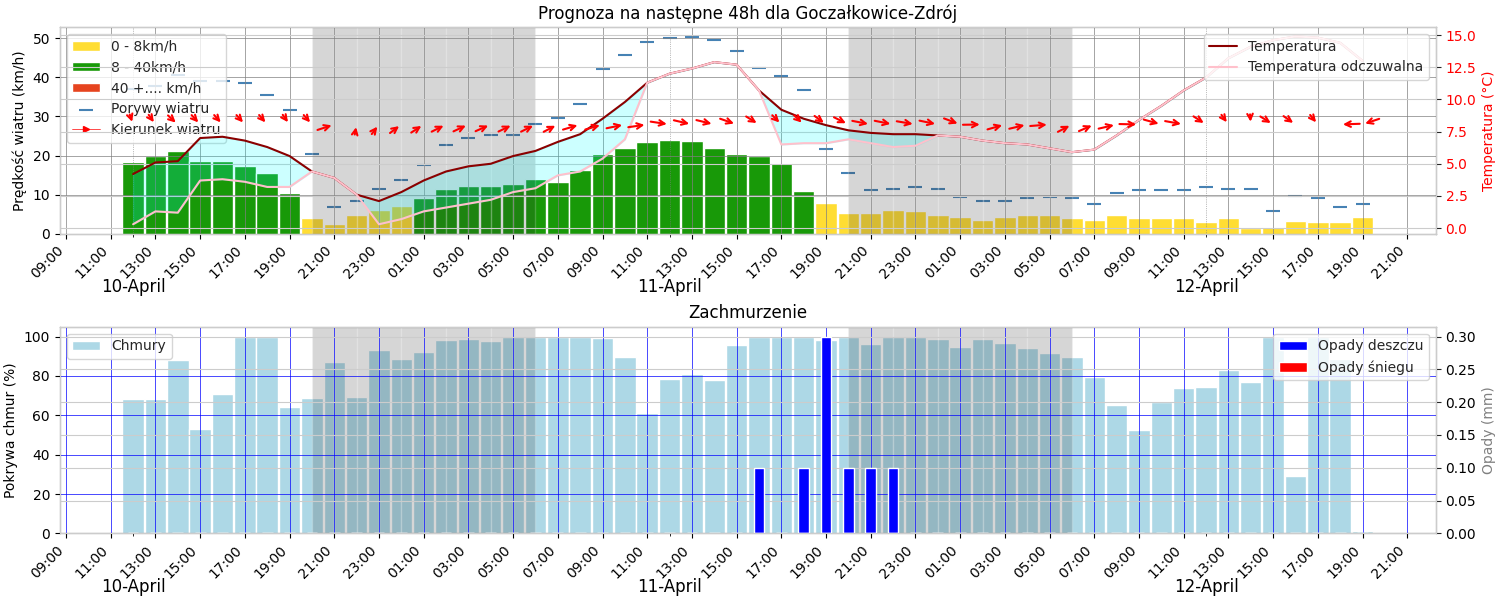 Prognoza na następne 48h dla Goczałkowice-Zdrój
Prędkość wiatru (km/h)
50
40
30
20
10
0
0 - 8km/h
8 - 40km/h
40 +.... km/h
Porywy wiatru
Kierunek wiatru
Temperatura
Temperatura odczuwalna
15.0
12.5
10.0
7.5
5.0
2.5
0.0
Temperatura (°C)
09:00 11:00 13:00 15:00 17:00 19:00 21:00 23:00 01:00 03:00 05:00 07:00 09:00 11:00 13:00 15:00 17:00 19:00 21:00 23:00 01:00 03:00 05:00 07:00 09:00 11:00 13:00 15:00 17:00 19:00 21:00
10-April 11-April 12-April
Zachmurzenie
Pokrywa chmur (%)
100
80
60
40
20
0
Chmury
Opady deszczu
Opady śniegu
0.30
0.25
0.20
0.15
0.10
0.05
0.00
Opady (mm)
09:00 11:00 13:00 15:00 17:00 19:00 21:00 23:00 01:00 03:00 05:00 07:00 09:00 11:00 13:00 15:00 17:00 19:00 21:00 23:00 01:00 03:00 05:00 07:00 09:00 11:00 13:00 15:00 17:00 19:00 21:00
10-April 11-April 12-April